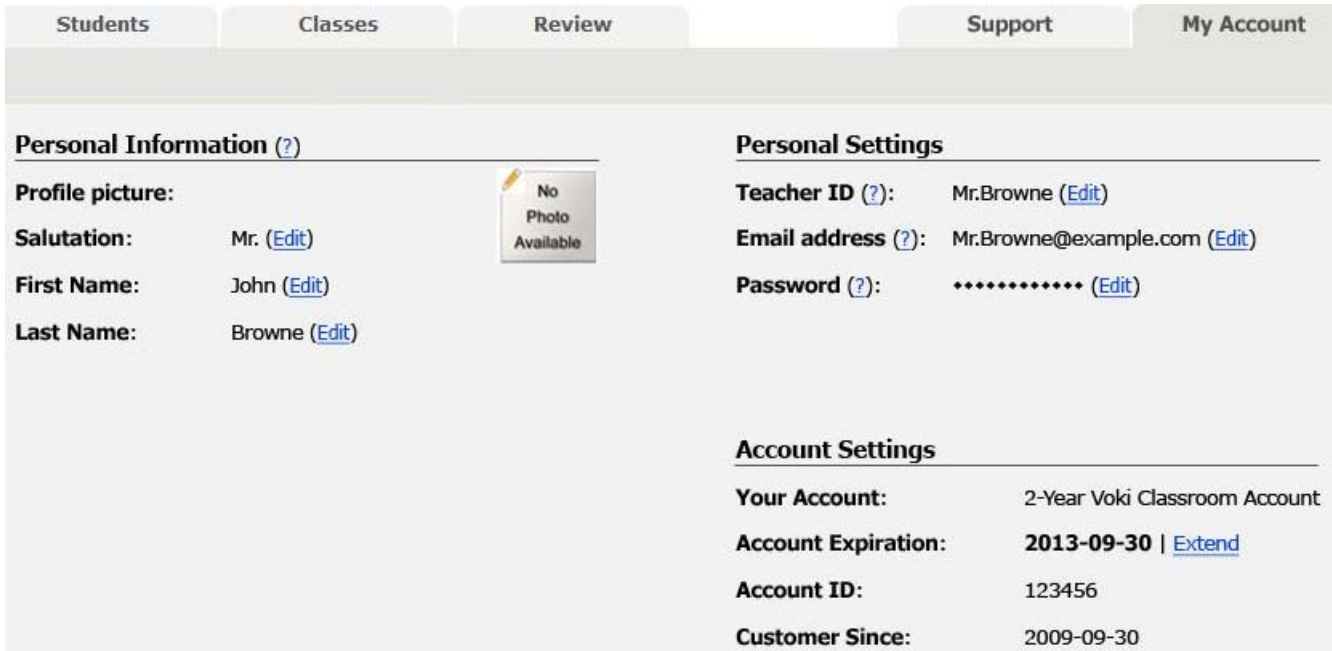 Students Classes Review Support My Account
Personal Information (?)
Profile picture:
No
Photo
Available
Salutation: Mr. (Edit)
First Name: John (Edit)
Last Name: Browne (Edit)
Personal Settings
Teacher ID (?): Mr.Browne (Edit)
Email address (?): Mr.Browne@example.com (Edit)
Password (?): ************ (Edit)
Account Settings
Your Account: 2-Year Voki Classroom Account
Account Expiration: 2013-09-30 | Extend
Account ID: 123456
Customer Since: 2009-09-30